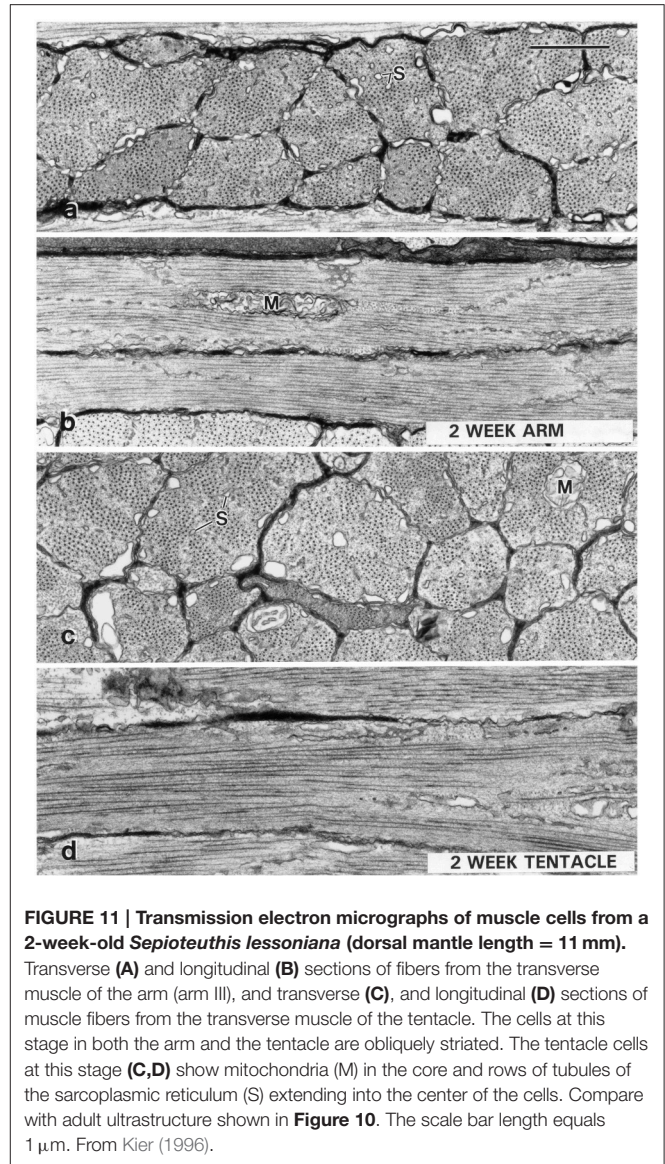 S
a
M
b
2 WEEK ARM
S
M
c
d
2 WEEK TENTACLE
FIGURE 11 | Transmission electron micrographs of muscle cells from a
2-week-old Sepioteuthis lessoniana (dorsal mantle length = 11 mm).
Transverse (A) and longitudinal (B) sections of fibers from the transverse
muscle of the arm (arm III), and transverse (C), and longitudinal (D) sections of
muscle fibers from the transverse muscle of the tentacle. The cells at this
stage in both the arm and the tentacle are obliquely striated. The tentacle cells
at this stage (C,D) show mitochondria (M) in the core and rows of tubules of
the sarcoplasmic reticulum (S) extending into the center of the cells. Compare
with adult ultrastructure shown in Figure 10. The scale bar length equals
1 μm. From Kier (1996).